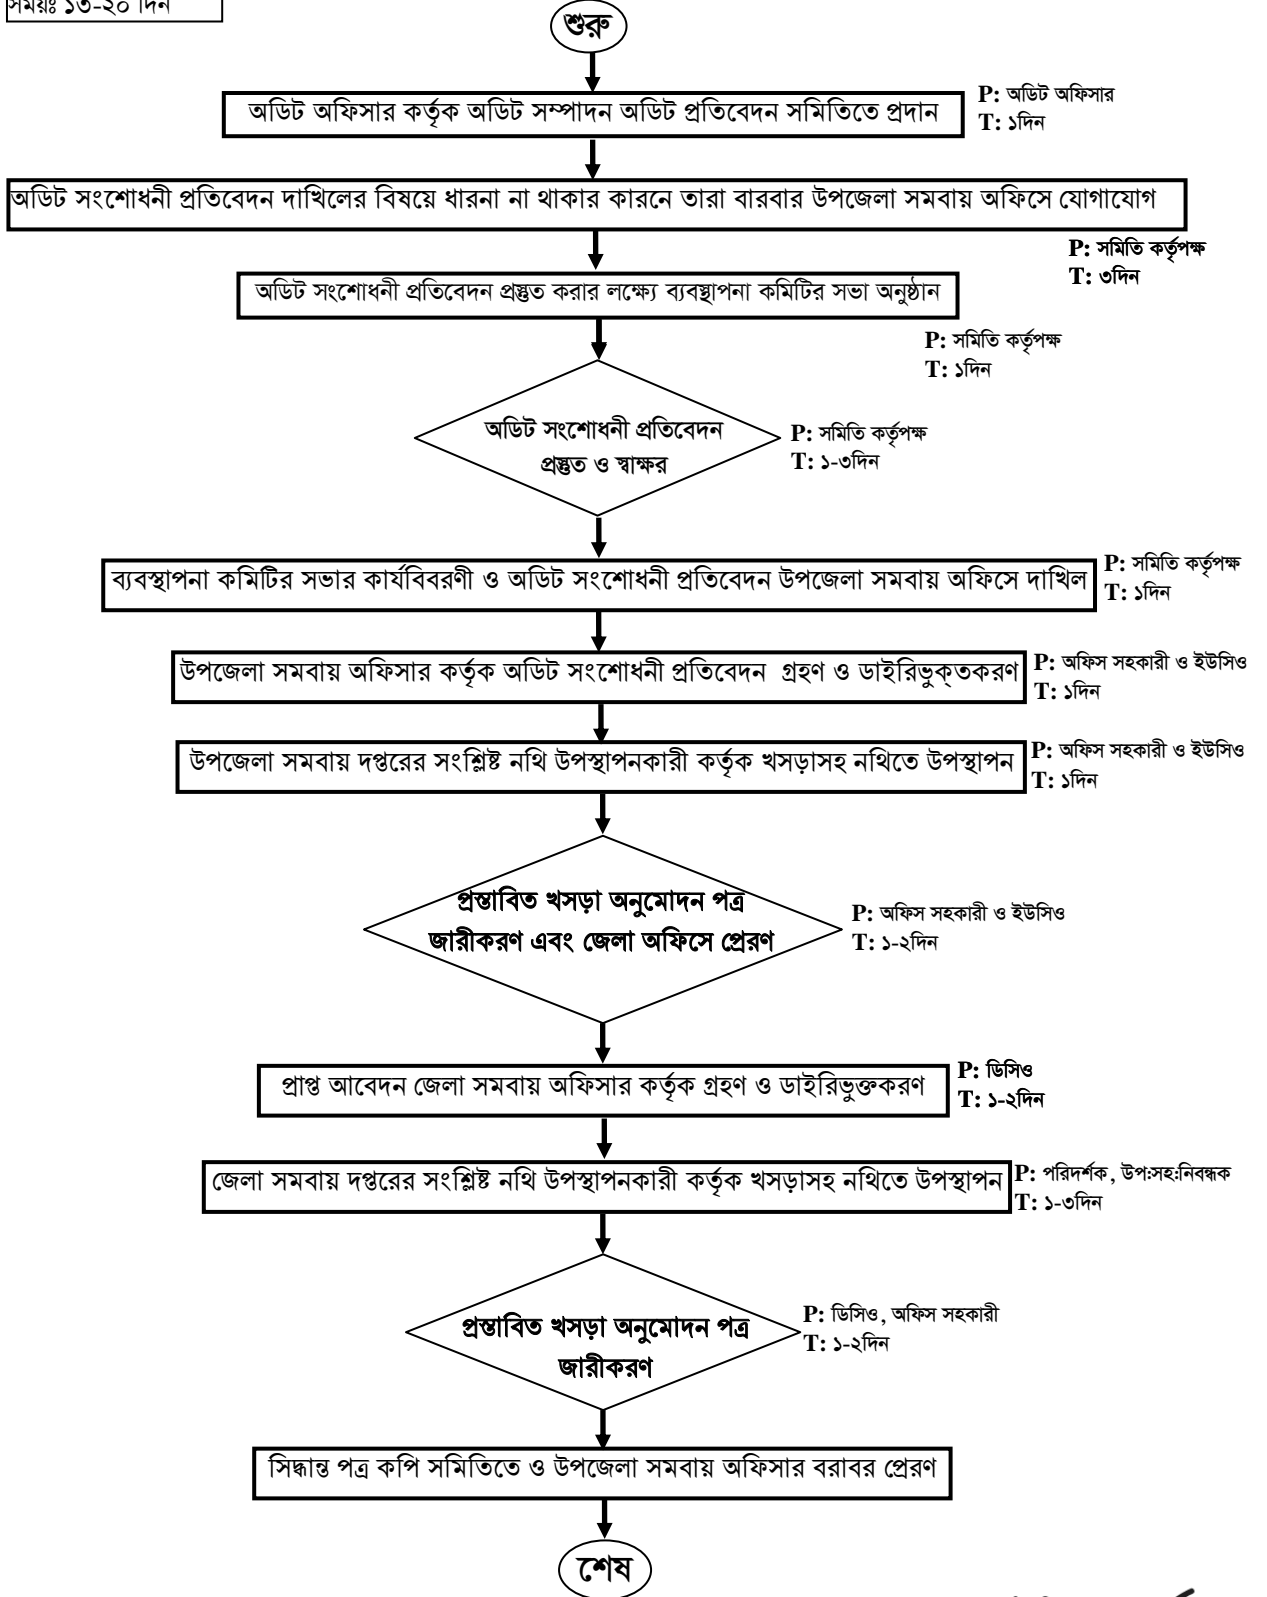 সময়ঃ ১৩-২০ দিন
শুরু
অডিট অফিসার কর্তৃক অডিট সম্পাদন অডিট প্রতিবেদন সমিতিতে প্রদান
P: অডিট অফিসার
T: ১দিন
অডিট সংশোধনী প্রতিবেদন দাখিলের বিষয়ে ধারনা না থাকার কারনে তারা বারবার উপজেলা সমবায় অফিসে যোগাযোগ
P: সমিতি কর্তৃপক্ষ
T: ৩দিন
অডিট সংশোধনী প্রতিবেদন প্রস্তুত করার লক্ষ্যে ব্যবস্থাপনা কমিটির সভা অনুষ্ঠান
P: সমিতি কর্তৃপক্ষ
T: ১দিন
অডিট সংশোধনী প্রতিবেদন
প্রস্তুত ও স্বাক্ষর
P: সমিতি কর্তৃপক্ষ
T: ১-৩দিন
ব্যবস্থাপনা কমিটির সভার কার্যবিবরণী ও অডিট সংশোধনী প্রতিবেদন উপজেলা সমবায় অফিসে দাখিল
P: সমিতি কর্তৃপক্ষ
T: ১দিন
উপজেলা সমবায় অফিসার কর্তৃক অডিট সংশোধনী প্রতিবেদন গ্রহণ ও ডাইরিভুক্‌তকরণ
P: অফিস সহকারী ও ইউসিও
T: ১দিন
উপজেলা সমবায় দপ্তরের সংশ্লিষ্ট নথি উপস্থাপনকারী কর্তৃক খসড়াসহ নথিতে উপস্থাপন
P: অফিস সহকারী ও ইউসিও
T: ১দিন
প্রস্তাবিত খসড়া অনুমোদন পত্র
জারীকরণ এবং জেলা অফিসে প্রেরণ
P: অফিস সহকারী ও ইউসিও
T: ১-২দিন
প্রাপ্ত আবেদন জেলা সমবায় অফিসার কর্তৃক গ্রহণ ও ডাইরিভুক্তকরণ
P: ডিসিও
T: ১-২দিন
জেলা সমবায় দপ্তরের সংশ্লিষ্ট নথি উপস্থাপনকারী কর্তৃক খসড়াসহ নথিতে উপস্থাপন
P: পরিদর্শক, উপ:সহ:নিবন্ধক
T: ১-৩দিন
প্রস্তাবিত খসড়া অনুমোদন পত্র
জারীকরণ
P: ডিসিও, অফিস সহকারী
T: ১-২দিন
সিদ্ধান্ত পত্র কপি সমিতিতে ও উপজেলা সমবায় অফিসার বরাবর প্রেরণ
শেষ